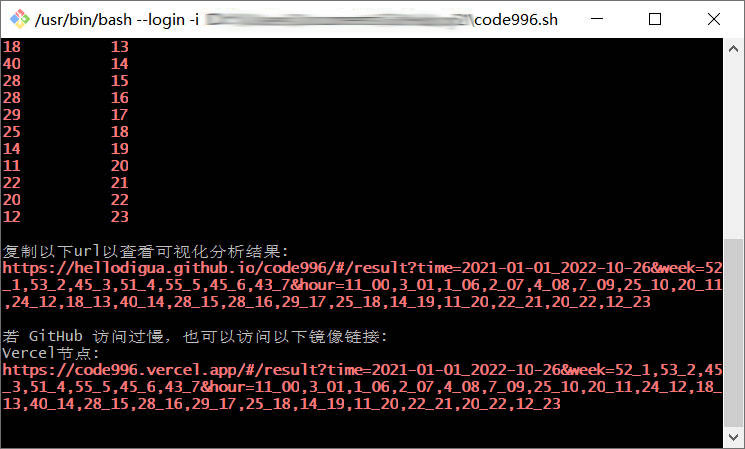 /usr/bin/bash --login -i \code996.sh
18 13
40 14
28 15
28 16
29 17
25 18
14 19
11 20
22 21
20 22
12 23
复制以下url以查看可视化分析结果:
https://hellodigua.github.io/code996/#/result?time=2021-01-01_2022-10-26&week=52
_1,53_2,45_3,51_4,55_5,45_6,43_7&hour=11_00,3_01,1_06,2_07,4_08,7_09,25_10,20_11
,24_12,18_13,40_14,28_15,28_16,29_17,25_18,14_19,11_20,22_21,20_22,12_23
若 GitHub 访问过慢，也可以访问以下镜像链接:
Vercel节点:
https://code996.vercel.app/#/result?time=2021-01-01_2022-10-26&week=52_1,53_2,45
_3,51_4,55_5,45_6,43_7&hour=11_00,3_01,1_06,2_07,4_08,7_09,25_10,20_11,24_12,18_
13,40_14,28_15,28_16,29_17,25_18,14_19,11_20,22_21,20_22,12_23